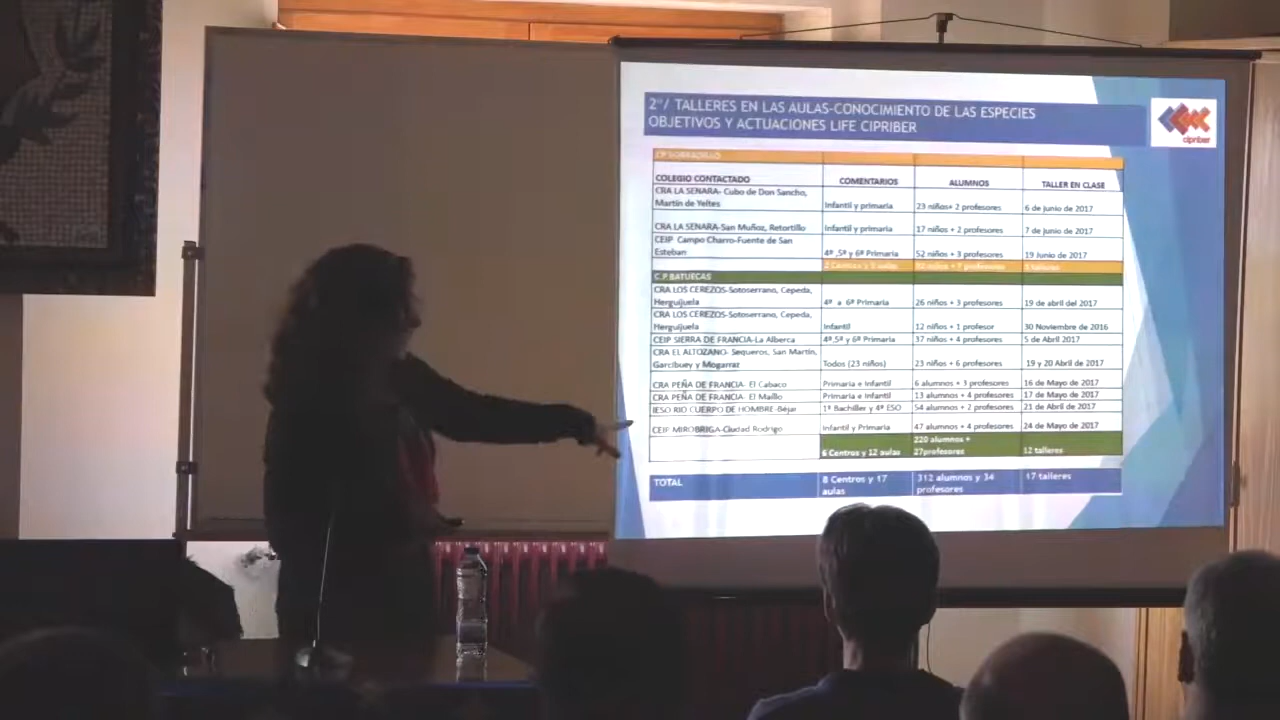 2º/ TALLERES EN LAS AULAS-CONOCIMIENTO DE LAS ESPECIES
OBJETIVOS Y ACTUACIONES LIFE CIPRIBER
cipriber
COLEGIO CONTACTADO COMENTARIOS ALUMNOS TALLER EN CLASE
CRA LA SENARA- Cubo de Don Sancho,
Martín de Yeltes Infantil y primaria 23 niños+ 2 profesores 6 de junio de 2017
CRA LA SENARA-San Muñoz, Retortillo Infantil y primaria 17 niños + 2 profesores 7 de junio de 2017
CEIP Campo Charro-Fuente de San
Esteban 4º ,5º y 6º Primaria 52 niños + 3 profesores 19 Junio de 2017
2 Centros y 5 aulas 92 niños + 7 profesores
C.P.BATUECAS
CRA LOS CEREZOS-Sotoserrano, Cepeda,
Herguijuela 4º a 6º Primaria 26 niños + 3 profesores 19 de abril del 2017
CRA LOS CEREZOS-Sotoserrano, Cepeda,
Herguijuela Infantil 12 niños + 1 profesor 30 Noviembre de 2016
CEIP SIERRA DE FRANCIA-La Alberca 4º,5º y 6º Primaria 37 niños + 4 profesores 5 de Abril 2017
CRA EL ALTOZANO- Sequeros, San Martín,
Garcibuey y Mogarraz Todos (23 niños) 23 niños + 6 profesores 19 y 20 Abril de 2017
CRA PEÑA DE FRANCIA- El Cabaco Primaria e Infantil 6 alumnos + 3 profesores 16 de Mayo de 2017
CRA PEÑA DE FRANCIA- El Maíllo Primaria e Infantil 13 alumnos + 4 profesores 17 de Mayo de 2017
IESO RIO CUERPO DE HOMBRE-Béjar 1º Bachiller y 4º ESO 54 alumnos + 2 profesores 21 de Abril de 2017
CEIP MIROBRIGA-Ciudad Rodrigo Infantil y Primaria 47 alumnos + 4 profesores 24 de Mayo de 2017
220 alumnos +
6 Centros y 12 aulas 27profesores 12 talleres
TOTAL 8 Centros y 17 312 alumnos y 34 17 talleres
aulas profesores